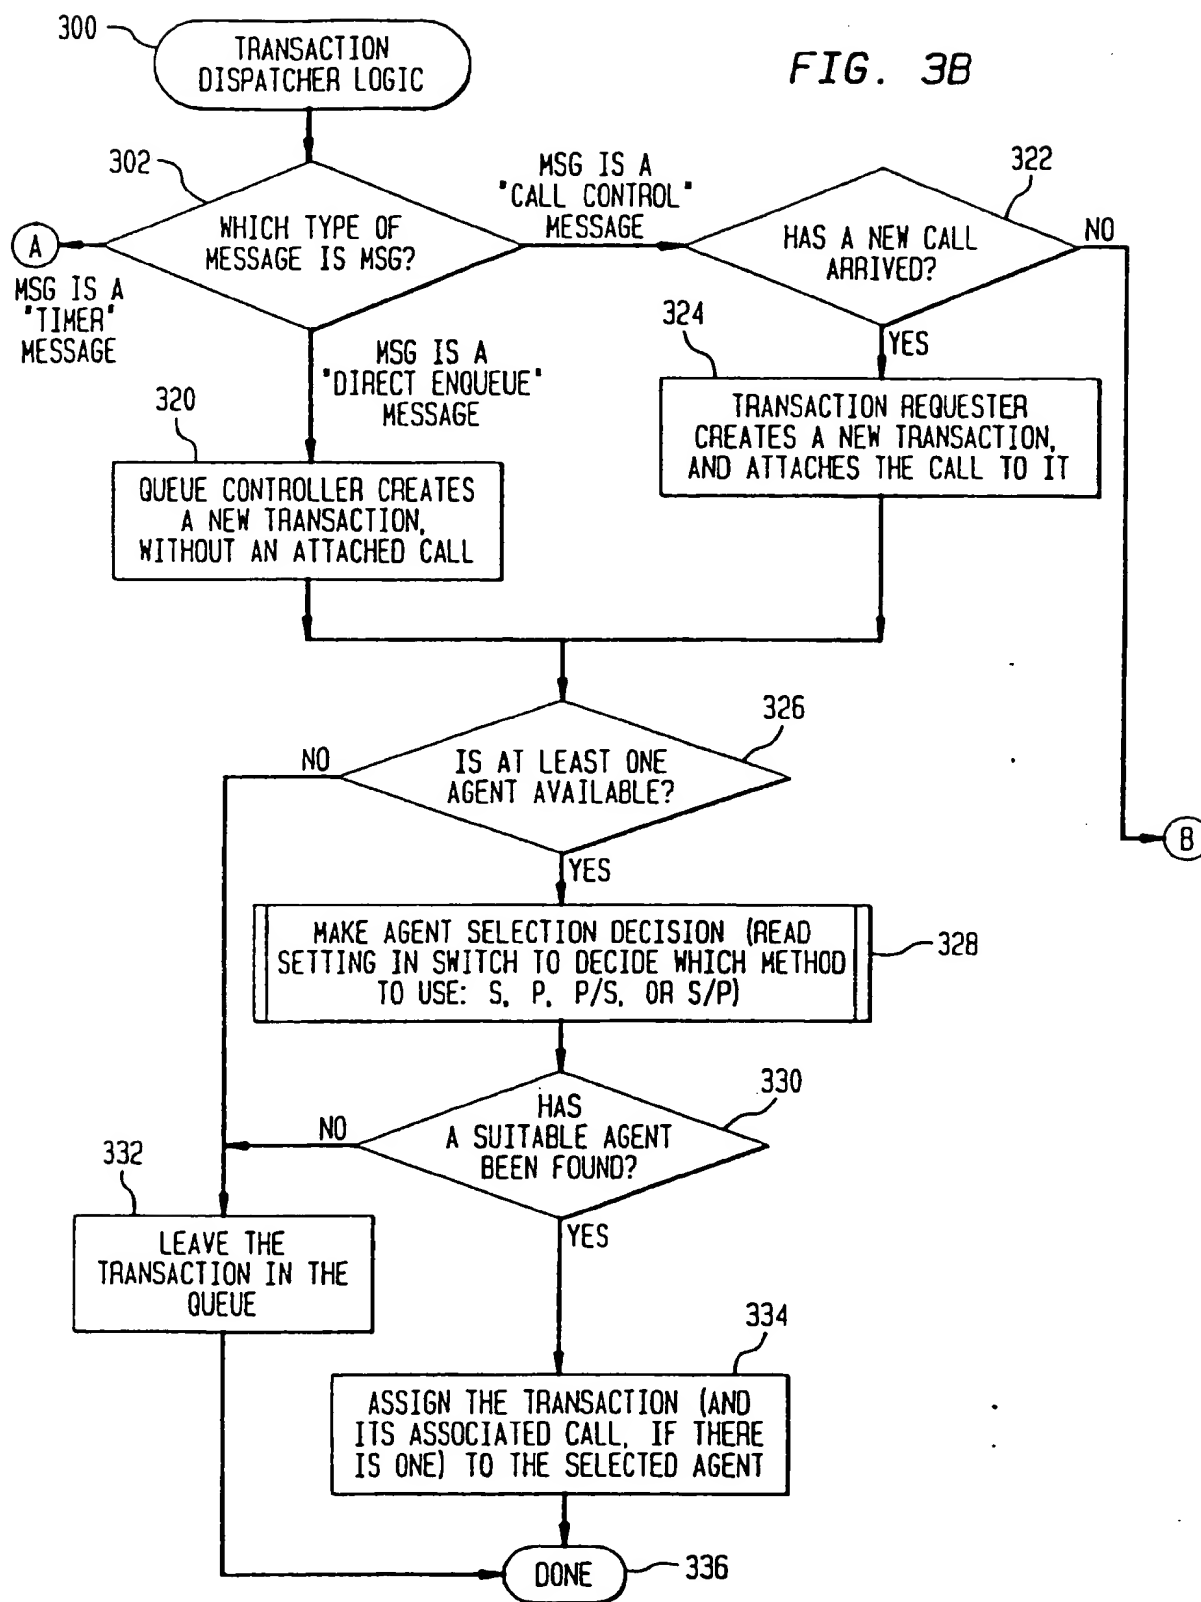 300
TRANSACTION
DISPATCHER LOGIC
FIG. 3B
302
WHICH TYPE OF
MESSAGE IS MSG?
A
MSG IS A
"TIMER"
MESSAGE
MSG IS A
"CALL CONTROL"
MESSAGE
322
HAS A NEW CALL
ARRIVED?
NO
YES
324
TRANSACTION REQUESTER
CREATES A NEW TRANSACTION,
AND ATTACHES THE CALL TO IT
MSG IS A
"DIRECT ENQUEUE"
MESSAGE
320
QUEUE CONTROLLER CREATES
A NEW TRANSACTION,
WITHOUT AN ATTACHED CALL
326
IS AT LEAST ONE
AGENT AVAILABLE?
NO
YES
B
MAKE AGENT SELECTION DECISION (READ
SETTING IN SWITCH TO DECIDE WHICH METHOD
TO USE: S, P, P/S, OR S/P)
328
330
HAS
A SUITABLE AGENT
BEEN FOUND?
NO
YES
332
LEAVE THE
TRANSACTION IN THE
QUEUE
334
ASSIGN THE TRANSACTION (AND
ITS ASSOCIATED CALL, IF THERE
IS ONE) TO THE SELECTED AGENT
DONE
336